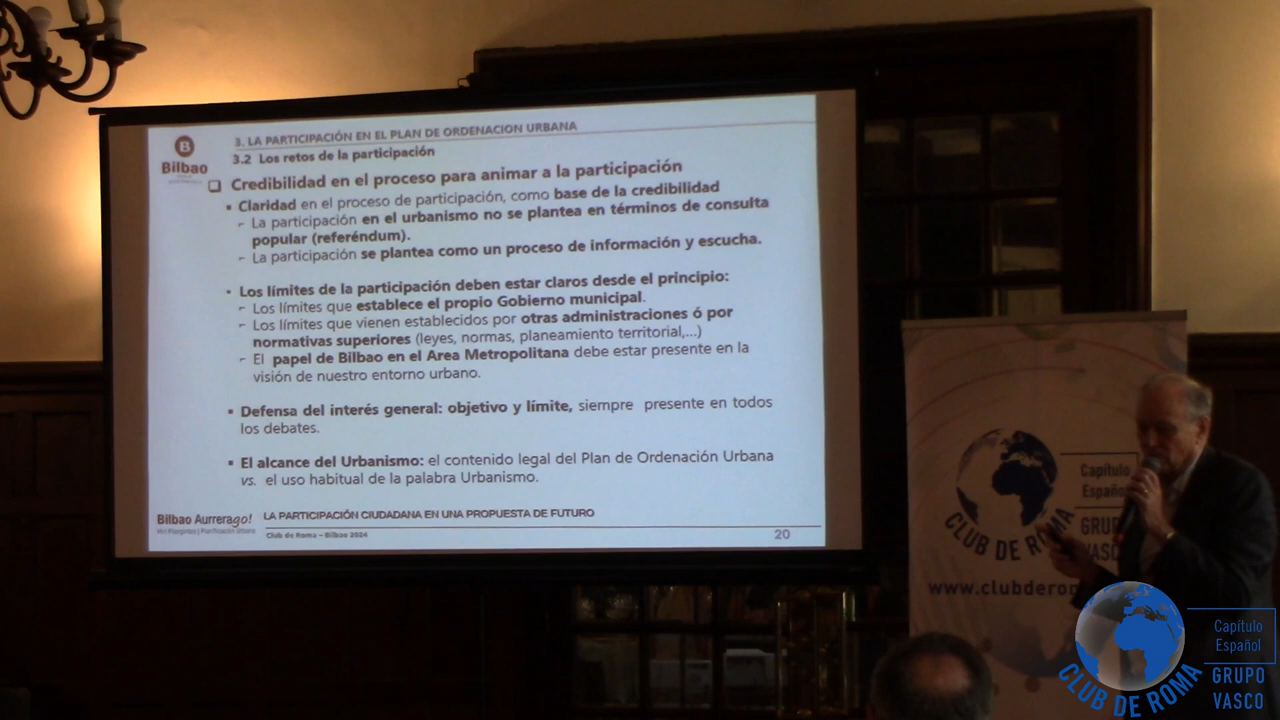 3. LA PARTICIPACIÓN EN EL PLAN DE ORDENACION URBANA
3.2 Los retos de la participación
Bilbao
❑ Credibilidad en el proceso para animar a la participación
▪ Claridad en el proceso de participación, como base de la credibilidad
⌐ La participación en el urbanismo no se plantea en términos de consulta
popular (referéndum).
⌐ La participación se plantea como un proceso de información y escucha.
▪ Los límites de la participación deben estar claros desde el principio:
⌐ Los límites que establece el propio Gobierno municipal.
⌐ Los límites que vienen establecidos por otras administraciones ó por
normativas superiores (leyes, normas, planeamiento territorial,...)
⌐ El papel de Bilbao en el Area Metropolitana debe estar presente en la
visión de nuestro entorno urbano.
▪ Defensa del interés general: objetivo y límite, siempre presente en todos
los debates.
▪ El alcance del Urbanismo: el contenido legal del Plan de Ordenación Urbana
vs. el uso habitual de la palabra Urbanismo.
Bilbao Aurrerago!
LA PARTICIPACIÓN CIUDADANA EN UNA PROPUESTA DE FUTURO
Club de Roma – Bilbao 2024
20
Capítulo
Español
GRUPO
VASCO
CLUB DE ROMA
www.clubderom
Capítulo
Español
GRUPO
VASCO
CLUB DE ROMA